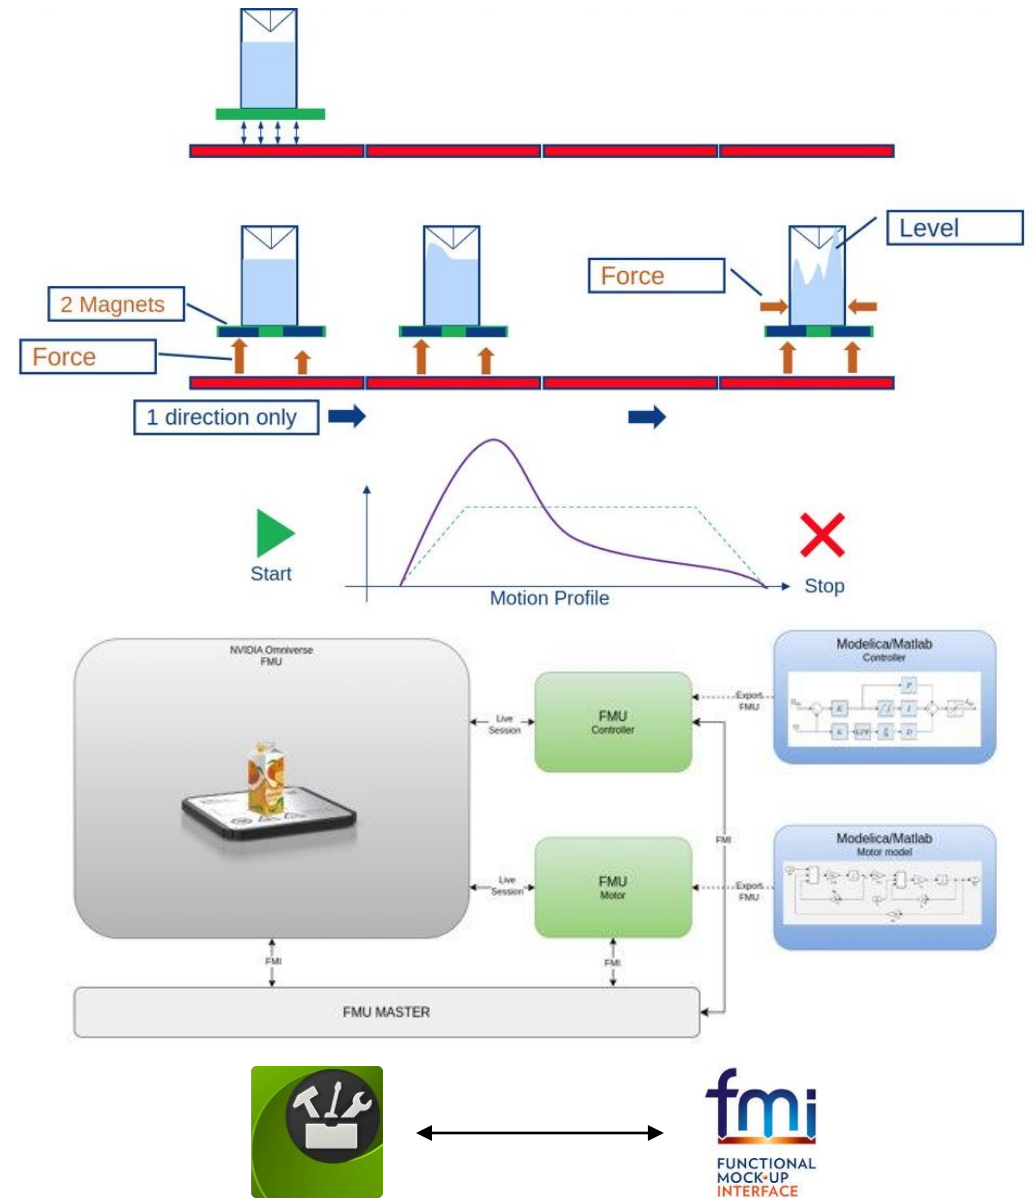 Level
Force
2 Magnets
Force
1 direction only
Start
Motion Profile
Stop
NVIDIA Omniverse
FMU
Modelica/Matlab
Controller
FMU
Controller
Live
Session
Export
FMU
FMI
Modelica/Matlab
Motor model
FMU
Motor
Live
Session
Export
FMU
FMI
FMI
FMU MASTER
fmi
FUNCTIONAL
MOCK-UP
INTERFACE